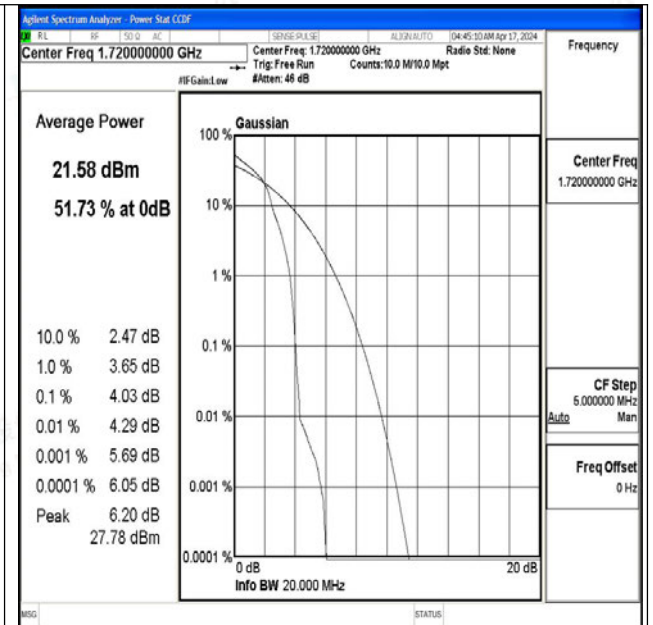 Agilent Spectrum Analyzer - Power Stat CCDF
RL RF 50 Ω AC SENSE:PULSE ALIGN AUTO 04:45:10 AM Apr 17, 2024
Center Freq 1.720000000 GHz
Center Freq: 1.720000000 GHz Radio Std: None
Trig: Free Run Counts:10.0 M/10.0 Mpt
#IFGain:Low #Atten: 46 dB
Frequency
Average Power
21.58 dBm
51.73 % at 0dB
10.0 % 2.47 dB
1.0 % 3.65 dB
0.1 % 4.03 dB
0.01 % 4.29 dB
0.001 % 5.69 dB
0.0001 % 6.05 dB
Peak 6.20 dB
27.78 dBm
Gaussian
100 %
10 %
1 %
0.1 %
0.01 %
0.001 %
0.0001 %
0 dB 20 dB
Info BW 20.000 MHz
Center Freq
1.720000000 GHz
CF Step
5.000000 MHz
Auto Man
Freq Offset
0 Hz
MSG STATUS